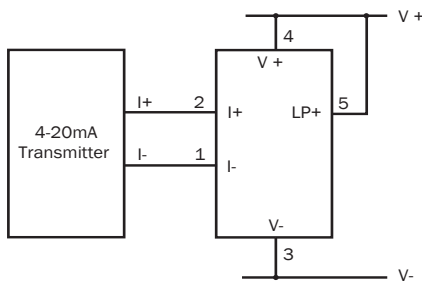 V +
4
V +
I+
2
I+
LP+
5
4-20mA
Transmitter
I-
1
I-
V-
3
V-